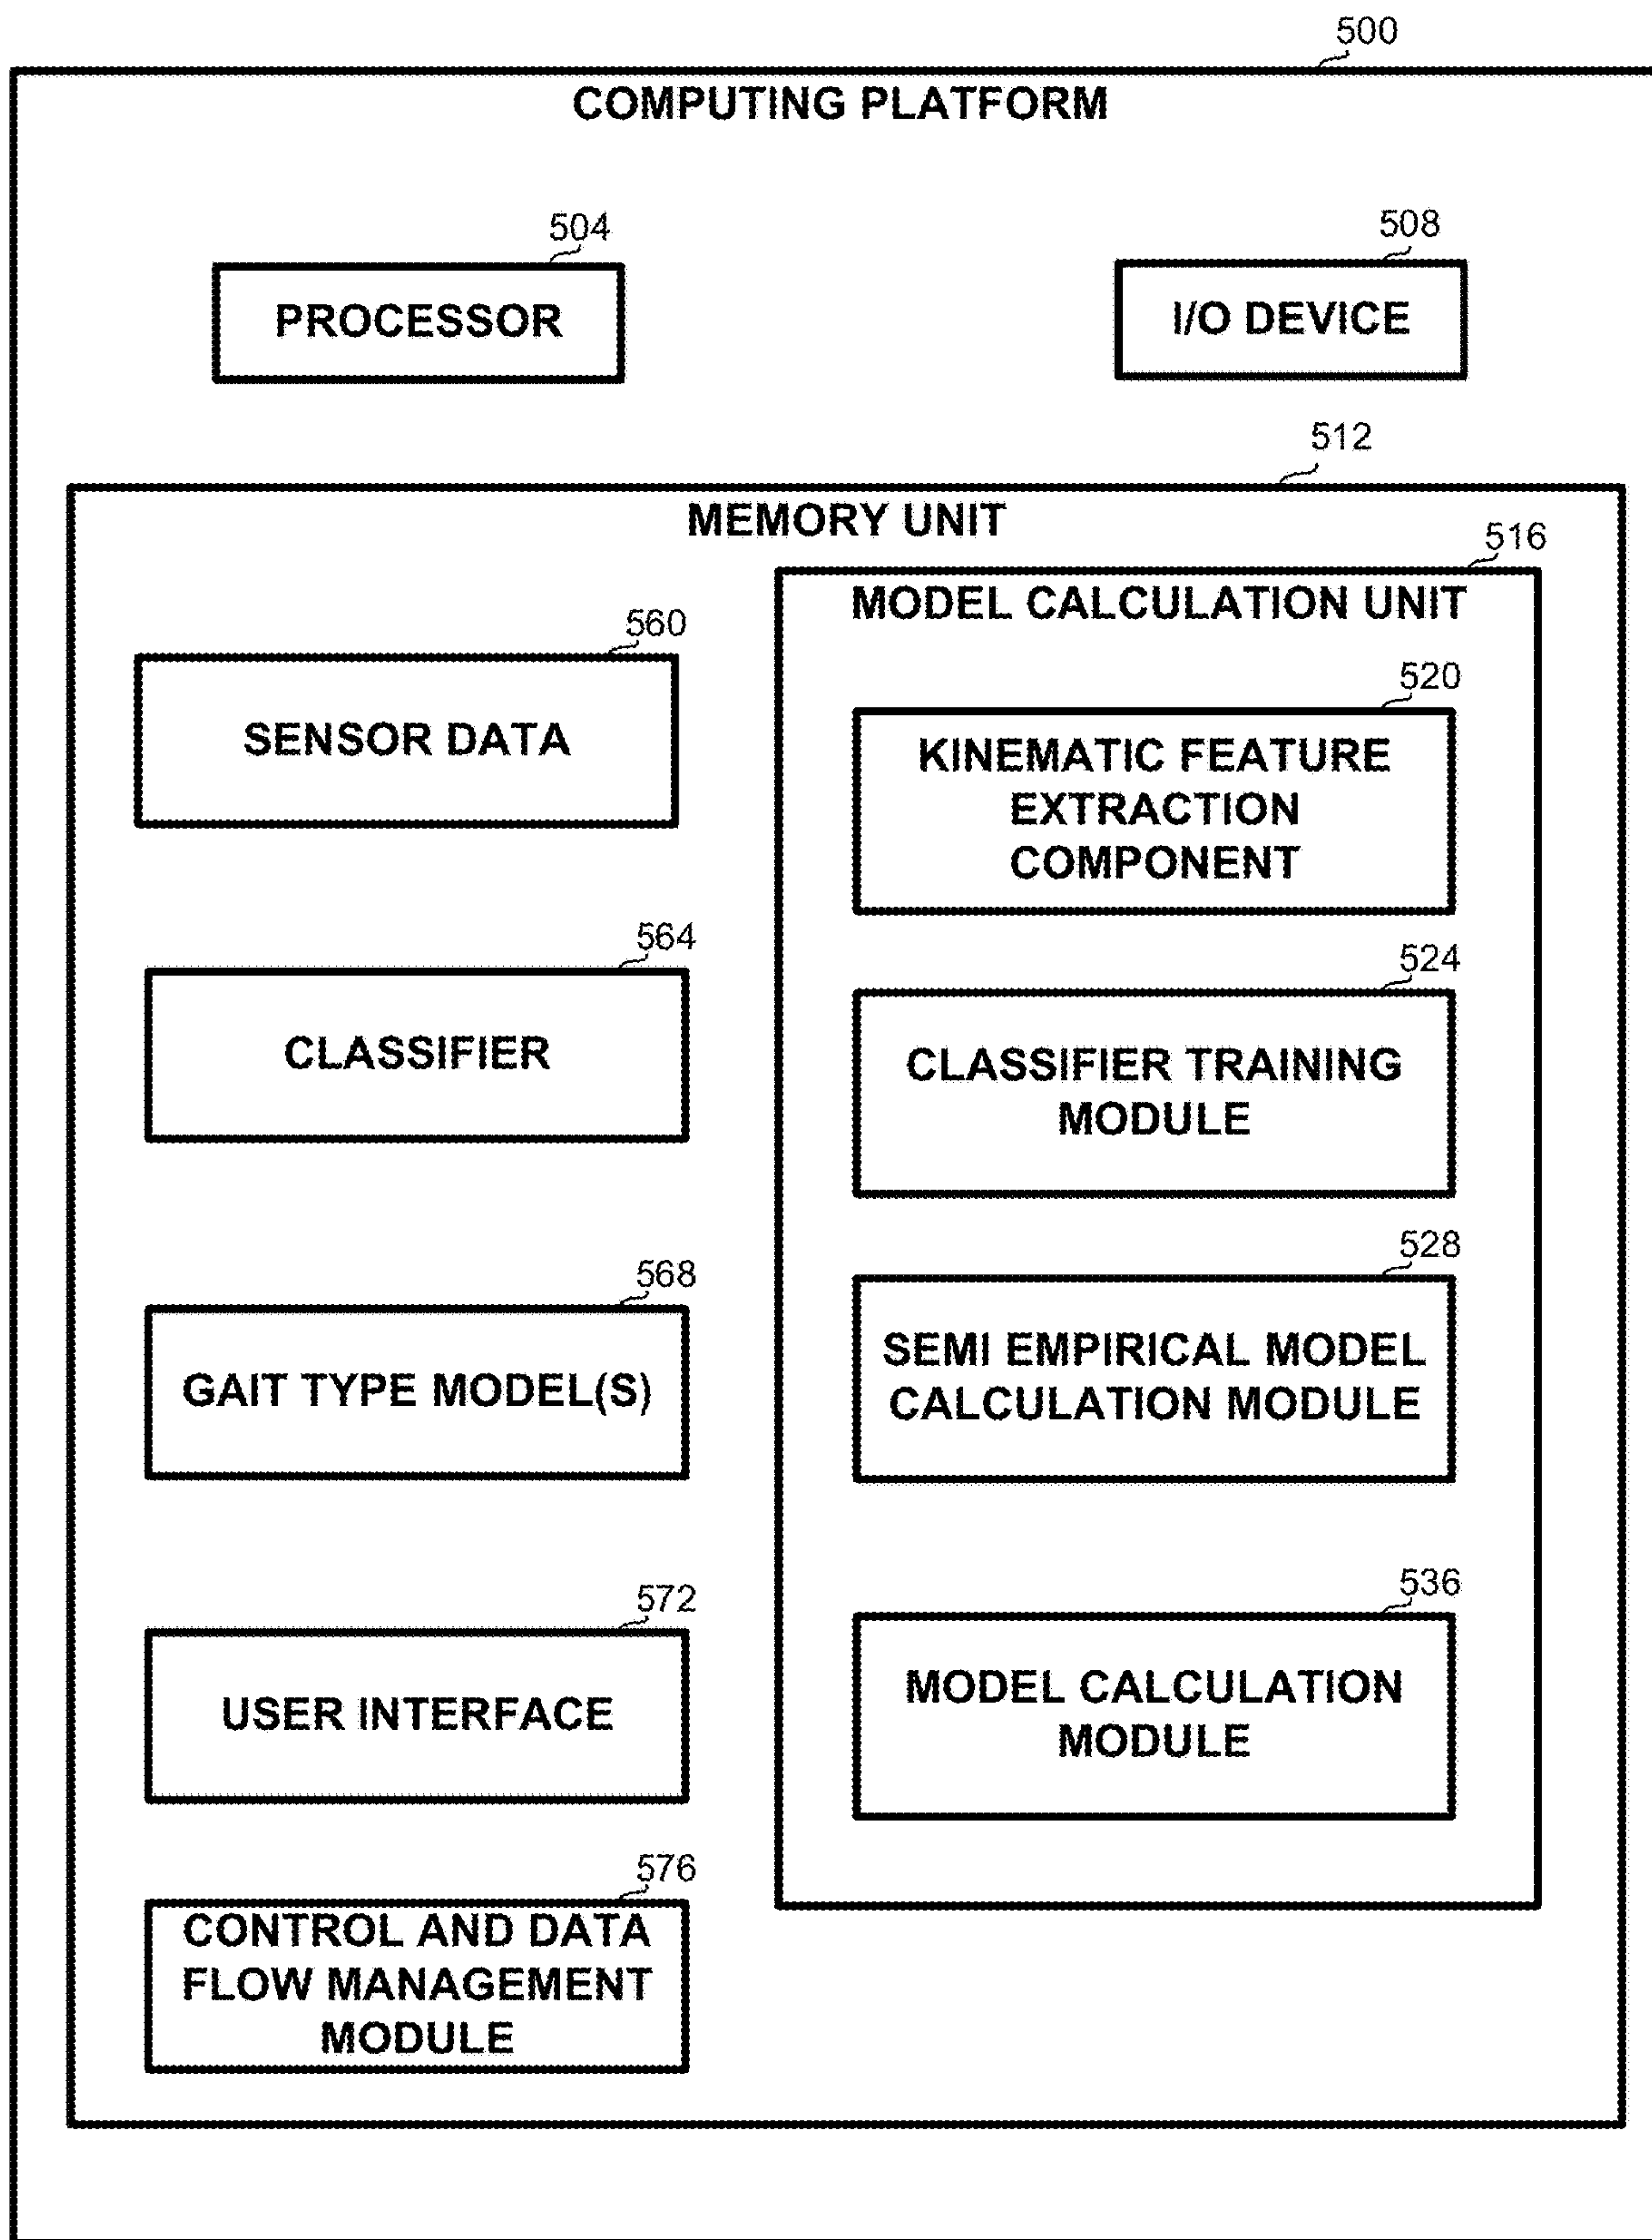 500
COMPUTING PLATFORM
504
PROCESSOR
508
I/O DEVICE
512
MEMORY UNIT
560
SENSOR DATA
564
CLASSIFIER
568
GAIT TYPE MODEL(S)
572
USER INTERFACE
576
CONTROL AND DATA
FLOW MANAGEMENT
MODULE
516
MODEL CALCULATION UNIT
520
KINEMATIC FEATURE
EXTRACTION
COMPONENT
524
CLASSIFIER TRAINING
MODULE
528
SEMI EMPIRICAL MODEL
CALCULATION MODULE
536
MODEL CALCULATION
MODULE